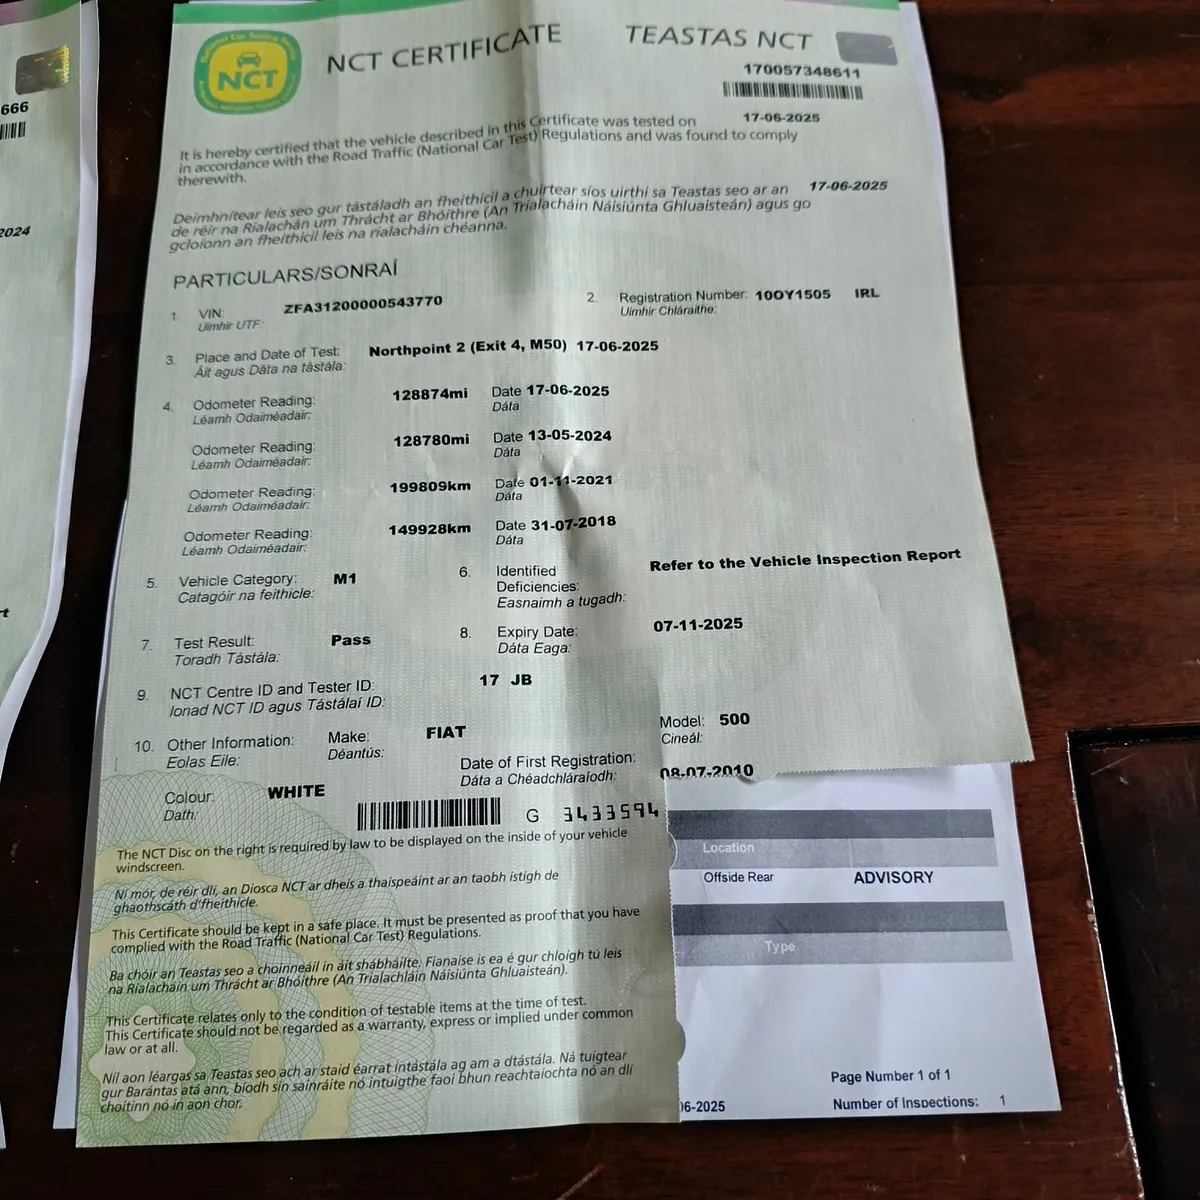 666
2024
National Car Testing Service
NCT
NCT CERTIFICATE
TEASTAS NCT
170057348611
It is hereby certified that the vehicle described in this Certificate was tested on 17-06-2025
in accordance with the Road Traffic (National Car Test) Regulations and was found to comply
therewith.
Deimhnítear leis seo gur tástáladh an fheithicil a chuirtear síos uirthi sa Teastas seo ar an 17-06-2025
de réir na Rialachán um Thrácht ar Bhóithre (An Trialacháin Náisiúnta Ghluaisteán) agus go
gcloíonn an fheithicil leis na rialacháin chéanna.
PARTICULARS/SONRAÍ
1. VIN: ZFA31200000543770
Uimhir UTF:
2. Registration Number: 10OY1505 IRL
Uimhir Chláraithe:
3. Place and Date of Test: Northpoint 2 (Exit 4, M50) 17-06-2025
Áit agus Dáta na tástála:
4. Odometer Reading: 128874mi Date 17-06-2025
Léamh Odaiméadair: Dáta
Odometer Reading: 128780mi Date 13-05-2024
Léamh Odaiméadair: Dáta
Odometer Reading: 199809km Date 01-11-2021
Léamh Odaiméadair: Dáta
Odometer Reading: 149928km Date 31-07-2018
Léamh Odaiméadair: Dáta
5. Vehicle Category: M1
Catagóir na feithicle:
6. Identified Refer to the Vehicle Inspection Report
Deficiencies:
Easnaimh a tugadh:
7. Test Result: Pass
Toradh Tástála:
8. Expiry Date: 07-11-2025
Dáta Eaga:
9. NCT Centre ID and Tester ID: 17 JB
Ionad NCT ID agus Tástálaí ID:
10. Other Information: Make: FIAT Model: 500
Eolas Eile: Déantús: Cineál:
Date of First Registration: 08-07-2010
Dáta a Chéadchláraíodh:
Colour: WHITE
Dath:
G 3433594
The NCT Disc on the right is required by law to be displayed on the inside of your vehicle
windscreen.
Ní mór, de réir dlí, an Diosca NCT ar dheis a thaispeáint ar an taobh istigh de
ghaothscáth d'fheithicle.
This Certificate should be kept in a safe place. It must be presented as proof that you have
complied with the Road Traffic (National Car Test) Regulations.
Ba chóir an Teastas seo a choinneáil in áit shábháilte. Fianaise is ea é gur chloígh tú leis
na Rialacháin um Thrácht ar Bhóithre (An Trialachláin Náisiúnta Ghluaisteán).
This Certificate relates only to the condition of testable items at the time of test.
This Certificate should not be regarded as a warranty, express or implied under common
law or at all.
Níl aon léargas sa Teastas seo ach ar staid éarraí intástála ag am a dtástála. Ná tuigtear
gur Barántas atá ann, bíodh sin sainráite nó intuigthe faoi bhun reachtaíochta nó an dlí
choitinn nó in aon chor.
Location
Offside Rear ADVISORY
Type
Page Number 1 of 1
06-2025 Number of Inspections: 1